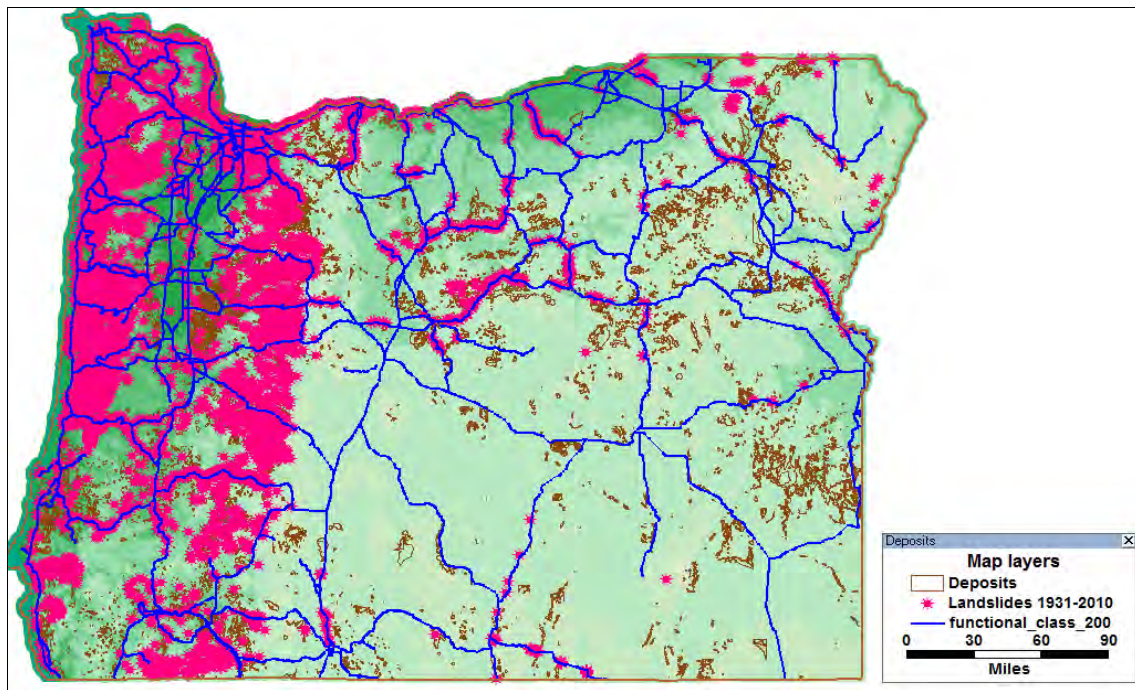 Deposits
Map layers
Deposits
Landslides 1931-2010
functional_class_200
0 30 60 90
Miles